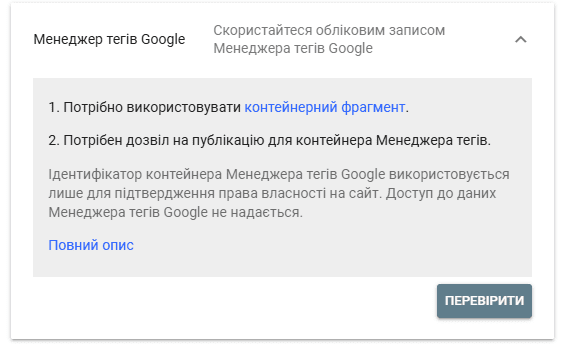 Менеджер тегів Google
Скористайтеся обліковим записом
Менеджера тегів Google
1. Потрібно використовувати контейнерний фрагмент.
2. Потрібен дозвіл на публікацію для контейнера Менеджера тегів.
Ідентифікатор контейнера Менеджера тегів Google використовується
лише для підтвердження права власності на сайт. Доступ до даних
Менеджера тегів Google не надається.
Повний опис
ПЕРЕВІРИТИ